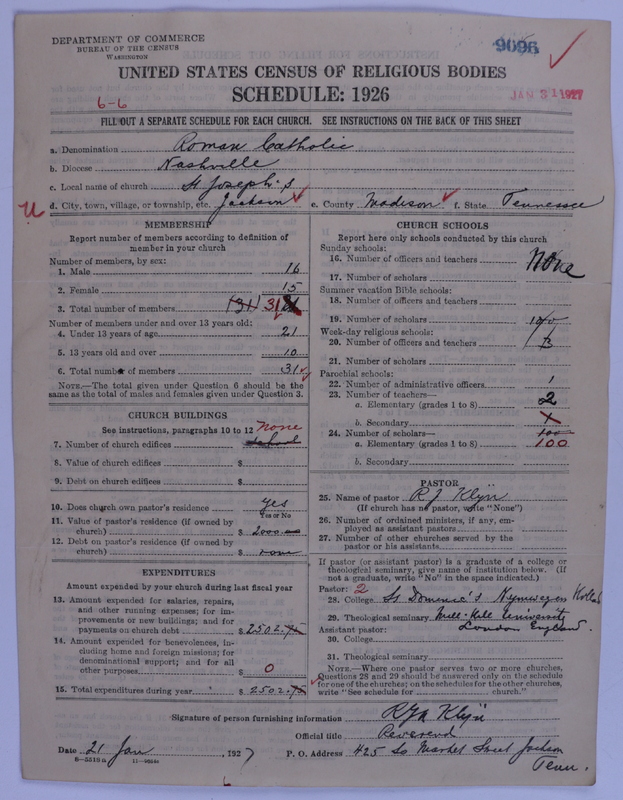 DEPARTMENT OF COMMERCE
BUREAU OF THE CENSUS
WASHINGTON
9096
UNITED STATES CENSUS OF RELIGIOUS BODIES
SCHEDULE: 1926
6-6
JAN 31 1927
FILL OUT A SEPARATE SCHEDULE FOR EACH CHURCH. SEE INSTRUCTIONS ON THE BACK OF THIS SHEET
a. Denomination Roman Catholic
b. Diocese Nashville
c. Local name of church St Joseph's
d. City, town, village, or township, etc. Jackson e. County Madison f. State Tennessee
U
MEMBERSHIP
Report number of members according to definition of
member in your church
Number of members, by sex:
1. Male 16
2. Female 15
3. Total number of members (31) 31
Number of members under and over 13 years old:
4. Under 13 years of age 21
5. 13 years old and over 10
6. Total number of members 31
NOTE.—The total given under Question 6 should be the
same as the total of males and females given under Question 3.
CHURCH BUILDINGS
See instructions, paragraphs 10 to 12 None
7. Number of church edifices school
8. Value of church edifices $
9. Debt on church edifices $
10. Does church own pastor's residence yes
Yes or No
11. Value of pastor's residence (if owned by
church) $ 2000
12. Debt on pastor's residence (if owned by
church) $ none
EXPENDITURES
Amount expended by your church during last fiscal year
13. Amount expended for salaries, repairs,
and other running expenses; for im-
provements or new buildings; and for
payments on church debt $ 2502.75
14. Amount expended for benevolences, in-
cluding home and foreign missions; for
denominational support; and for all
other purposes $ 0
15. Total expenditures during year $ 2502.75
CHURCH SCHOOLS
Report here only schools conducted by this church
Sunday schools:
16. Number of officers and teachers None
17. Number of scholars
Summer vacation Bible schools:
18. Number of officers and teachers
19. Number of scholars 100
Week-day religious schools:
20. Number of officers and teachers 3
21. Number of scholars
Parochial schools:
22. Number of administrative officers 1
23. Number of teachers—
a. Elementary (grades 1 to 8) 2
b. Secondary
24. Number of scholars— 100
a. Elementary (grades 1 to 8) 100
b. Secondary
PASTOR
25. Name of pastor R J Klÿn
(If church has no pastor, write "None")
26. Number of ordained ministers, if any, em-
ployed as assistant pastors
27. Number of other churches served by the
pastor or his assistants
If pastor (or assistant pastor) is a graduate of a college or
theological seminary, give name of institution below. (If
not a graduate, write "No" in the space indicated.)
Pastor: 2
28. College St Domenic's Nymwegen Holland
29. Theological seminary Mill-Hill University
Assistant pastor: London England.
30. College
31. Theological seminary
NOTE.—Where one pastor serves two or more churches,
Questions 28 and 29 should be answered only on the schedule
for one of the churches; on the schedules for the other churches,
write "See schedule for church."
Signature of person furnishing information Klÿn
Official title Reverend
Date 21 Jan , 1927 P. O. Address 425 So Market Street Jackson
Tenn.
8—5518a 11—9664